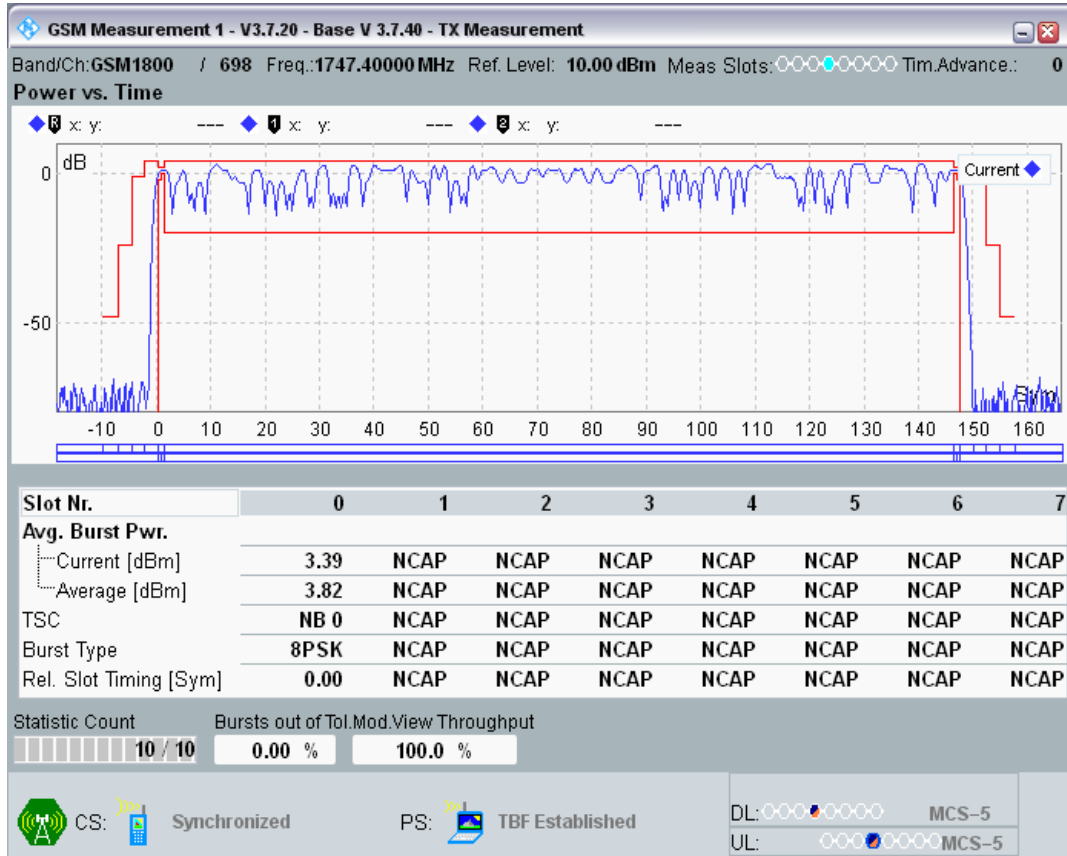 GSM Measurement 1 - V3.7.20 - Base V 3.7.40 - TX Measurement
Band/Ch:GSM1800 / 698 Freq.:1747.40000 MHz Ref. Level: 10.00 dBm Meas Slots: Tim.Advance.: 0
Power vs. Time
R x: y: --- 1 x: y: --- 2 x: y: ---
dB
Current
0
-50
Sym
-10 0 10 20 30 40 50 60 70 80 90 100 110 120 130 140 150 160
Slot Nr. 0 1 2 3 4 5 6 7
Avg. Burst Pwr.
Current [dBm] 3.39 NCAP NCAP NCAP NCAP NCAP NCAP NCAP
Average [dBm] 3.82 NCAP NCAP NCAP NCAP NCAP NCAP NCAP
TSC NB 0 NCAP NCAP NCAP NCAP NCAP NCAP NCAP
Burst Type 8PSK NCAP NCAP NCAP NCAP NCAP NCAP NCAP
Rel. Slot Timing [Sym] 0.00 NCAP NCAP NCAP NCAP NCAP NCAP NCAP
Statistic Count Bursts out of Tol.Mod.View Throughput
10 / 10 0.00 % 100.0 %
CS: Synchronized PS: TBF Established
DL: MCS-5
UL: MCS-5